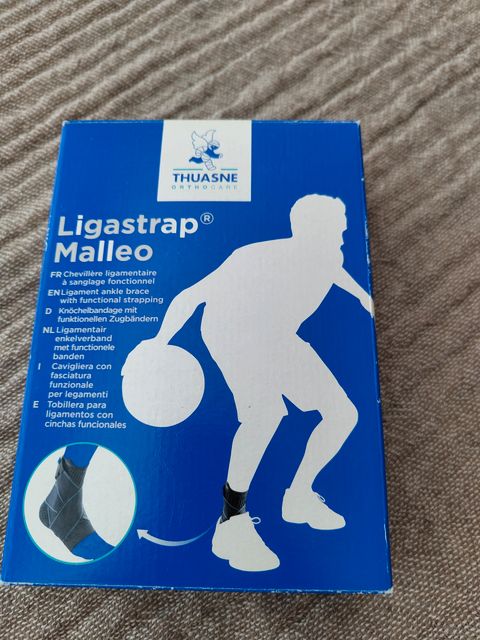 THUASNE
ORTHOCARE
Ligastrap®
Malleo
FR Chevillère ligamentaire
à sanglage fonctionnel
EN Ligament ankle brace
with functional strapping
D Knöchelbandage mit
funktionellen Zugbändern
NL Ligamentair
enkelverband
met functionele
banden
I Cavigliera con
fasciatura
funzionale
per legamenti
E Tobillera para
ligamentos con
cinchas funcionales